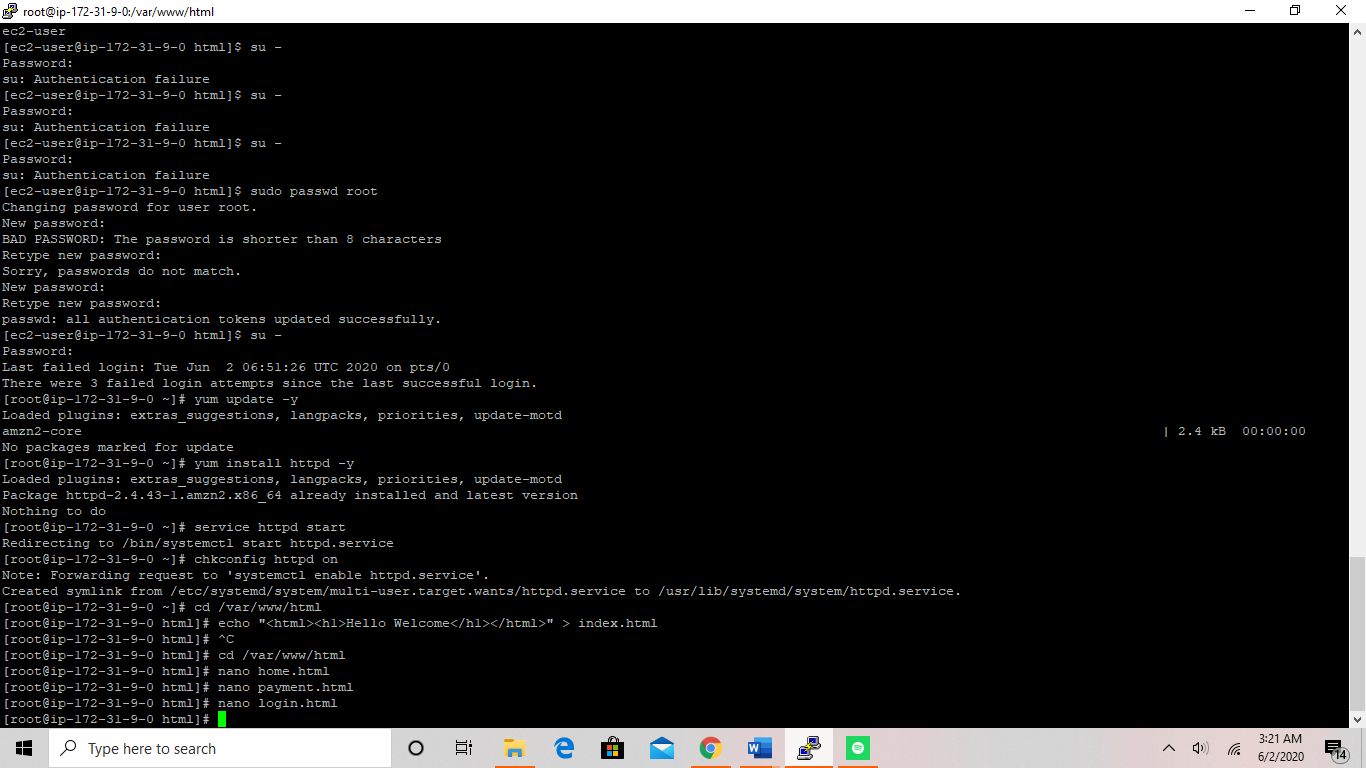 root@ip-172-31-9-0:/var/www/html
ec2-user
[ec2-user@ip-172-31-9-0 html]$ su -
Password:
su: Authentication failure
[ec2-user@ip-172-31-9-0 html]$ su -
Password:
su: Authentication failure
[ec2-user@ip-172-31-9-0 html]$ su -
Password:
su: Authentication failure
[ec2-user@ip-172-31-9-0 html]$ sudo passwd root
Changing password for user root.
New password:
BAD PASSWORD: The password is shorter than 8 characters
Retype new password:
Sorry, passwords do not match.
New password:
Retype new password:
passwd: all authentication tokens updated successfully.
[ec2-user@ip-172-31-9-0 html]$ su -
Password:
Last failed login: Tue Jun  2 06:51:26 UTC 2020 on pts/0
There were 3 failed login attempts since the last successful login.
[root@ip-172-31-9-0 ~]# yum update -y
Loaded plugins: extras_suggestions, langpacks, priorities, update-motd
amzn2-core | 2.4 kB  00:00:00
No packages marked for update
[root@ip-172-31-9-0 ~]# yum install httpd -y
Loaded plugins: extras_suggestions, langpacks, priorities, update-motd
Package httpd-2.4.43-1.amzn2.x86_64 already installed and latest version
Nothing to do
[root@ip-172-31-9-0 ~]# service httpd start
Redirecting to /bin/systemctl start httpd.service
[root@ip-172-31-9-0 ~]# chkconfig httpd on
Note: Forwarding request to 'systemctl enable httpd.service'.
Created symlink from /etc/systemd/system/multi-user.target.wants/httpd.service to /usr/lib/systemd/system/httpd.service.
[root@ip-172-31-9-0 ~]# cd /var/www/html
[root@ip-172-31-9-0 html]# echo "<html><h1>Hello Welcome</h1></html>" > index.html
[root@ip-172-31-9-0 html]# ^C
[root@ip-172-31-9-0 html]# cd /var/www/html
[root@ip-172-31-9-0 html]# nano home.html
[root@ip-172-31-9-0 html]# nano payment.html
[root@ip-172-31-9-0 html]# nano login.html
[root@ip-172-31-9-0 html]#
Type here to search
3:21 AM
6/2/2020
14